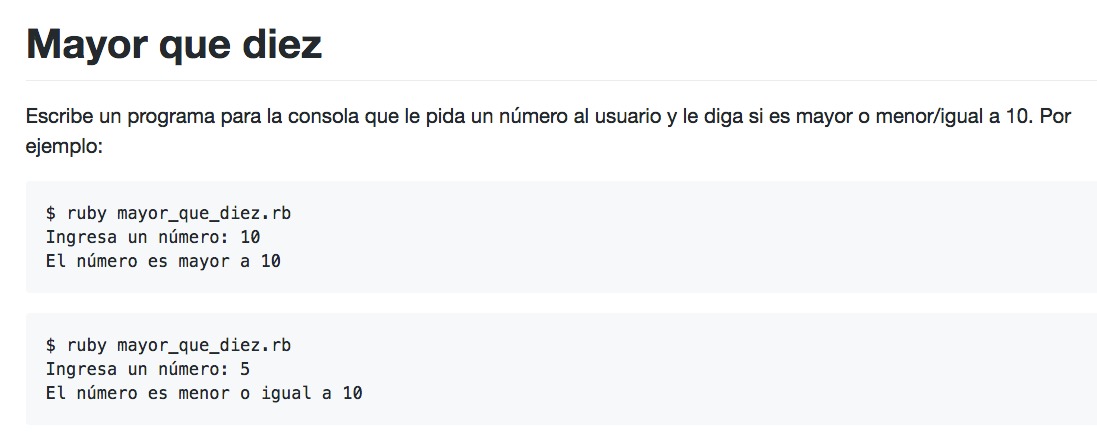 Mayor que diez
Escribe un programa para la consola que le pida un número al usuario y le diga si es mayor o menor/igual a 10. Por
ejemplo:
$ ruby mayor_que_diez.rb
Ingresa un número: 10
El número es mayor a 10
$ ruby mayor_que_diez.rb
Ingresa un número: 5
El número es menor o igual a 10